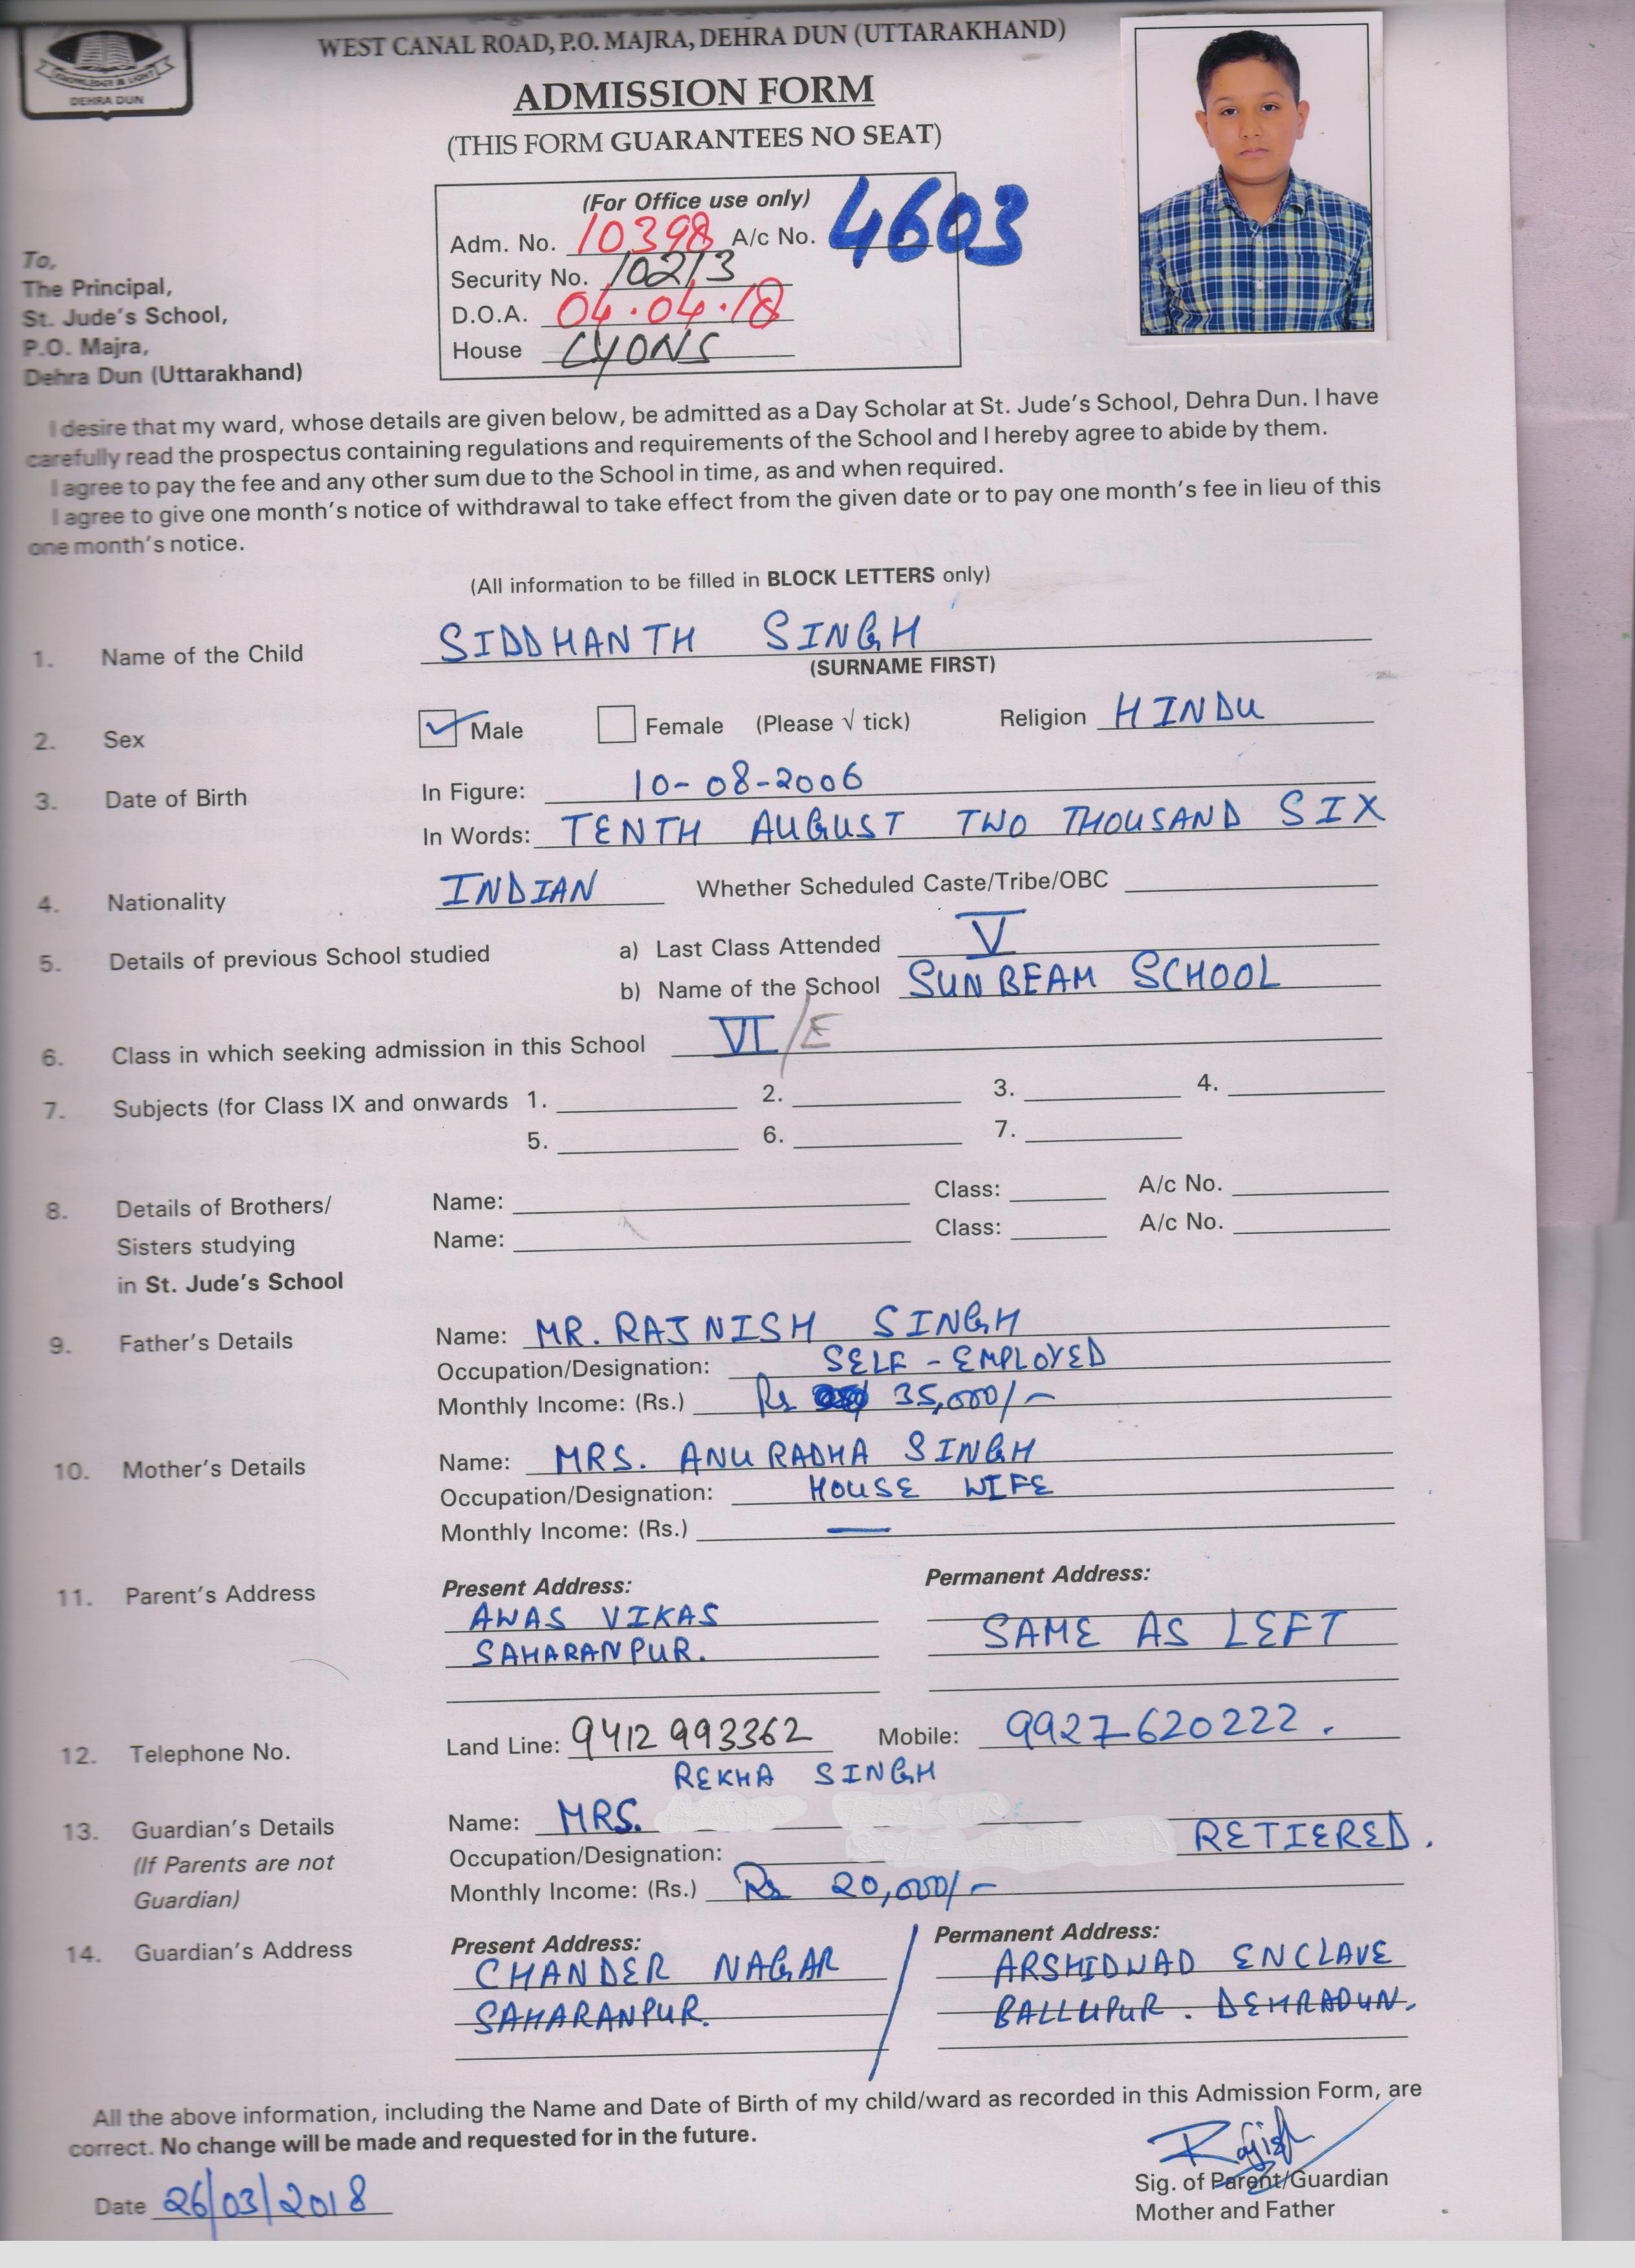 KNOWLEDGE IS LIGHT
DEHRA DUN
WEST CANAL ROAD, P.O. MAJRA, DEHRA DUN (UTTARAKHAND)
ADMISSION FORM
(THIS FORM GUARANTEES NO SEAT)
(For Office use only)
Adm. No. 10398 A/c No. 4603
Security No. 10213
D.O.A. 04.04.18
House LYONS
To,
The Principal,
St. Jude's School,
P.O. Majra,
Dehra Dun (Uttarakhand)
I desire that my ward, whose details are given below, be admitted as a Day Scholar at St. Jude's School, Dehra Dun. I have
carefully read the prospectus containing regulations and requirements of the School and I hereby agree to abide by them.
I agree to pay the fee and any other sum due to the School in time, as and when required.
I agree to give one month's notice of withdrawal to take effect from the given date or to pay one month's fee in lieu of this
one month's notice.
(All information to be filled in BLOCK LETTERS only)
1. Name of the Child SIDDHANTH SINGH
(SURNAME FIRST)
2. Sex Male Female (Please √ tick) Religion HINDU
3. Date of Birth In Figure: 10-08-2006
In Words: TENTH AUGUST TWO THOUSAND SIX
4. Nationality INDIAN Whether Scheduled Caste/Tribe/OBC
5. Details of previous School studied a) Last Class Attended V
b) Name of the School SUNBEAM SCHOOL
6. Class in which seeking admission in this School VI/E
7. Subjects (for Class IX and onwards 1. 2. 3. 4.
5. 6. 7.
8. Details of Brothers/ Name: Class: A/c No.
Sisters studying Name: Class: A/c No.
in St. Jude's School
9. Father's Details Name: MR. RAJNISH SINGH
Occupation/Designation: SELF - EMPLOYED
Monthly Income: (Rs.) Rs 35,000/-
10. Mother's Details Name: MRS. ANURADHA SINGH
Occupation/Designation: HOUSE WIFE
Monthly Income: (Rs.) —
11. Parent's Address Present Address: Permanent Address:
AWAS VIKAS SAME AS LEFT
SAHARANPUR.
12. Telephone No. Land Line: 9412993362 Mobile: 9927620222.
REKHA SINGH
13. Guardian's Details Name: MRS.
(If Parents are not Occupation/Designation: RETIERED.
Guardian) Monthly Income: (Rs.) Rs 20,000/-
14. Guardian's Address Present Address: / Permanent Address:
CHANDER NAGAR ARSHIDWAD ENCLAVE
SAHARANPUR. BALLUPUR. DEHRADUN.
All the above information, including the Name and Date of Birth of my child/ward as recorded in this Admission Form, are
correct. No change will be made and requested for in the future.
Sig. of Parent/Guardian
Date 26/03/2018 Mother and Father